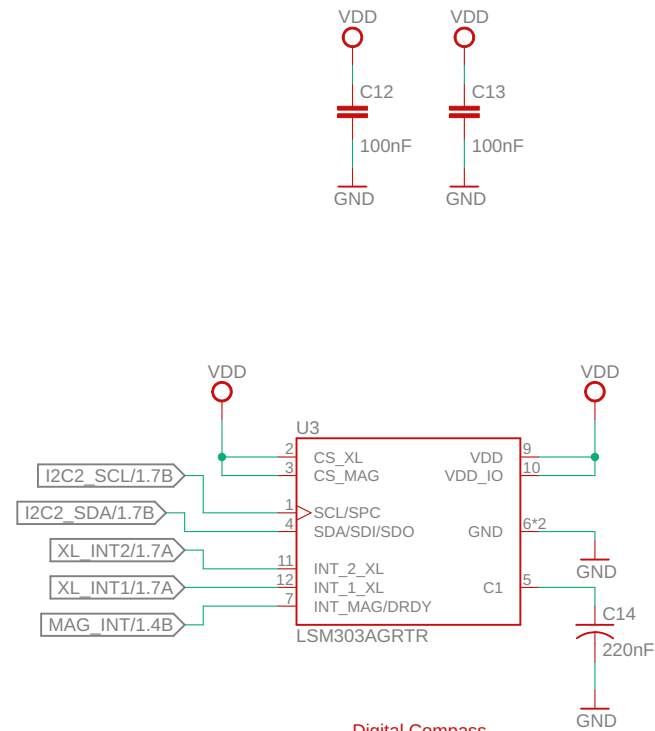 VDD VDD
C12 C13
100nF 100nF
GND GND
VDD VDD
U3
2 CS_XL VDD 9
3 CS_MAG VDD_IO 10
I2C2_SCL/1.7B
1 SCL/SPC
I2C2_SDA/1.7B
4 SDA/SDI/SDO GND 6*2
XL_INT2/1.7A
11 INT_2_XL
GND
XL_INT1/1.7A
12 INT_1_XL C1 5
7 INT_MAG/DRDY
MAG_INT/1.4B
C14
LSM303AGRTR
220nF
GND
Digital Compass